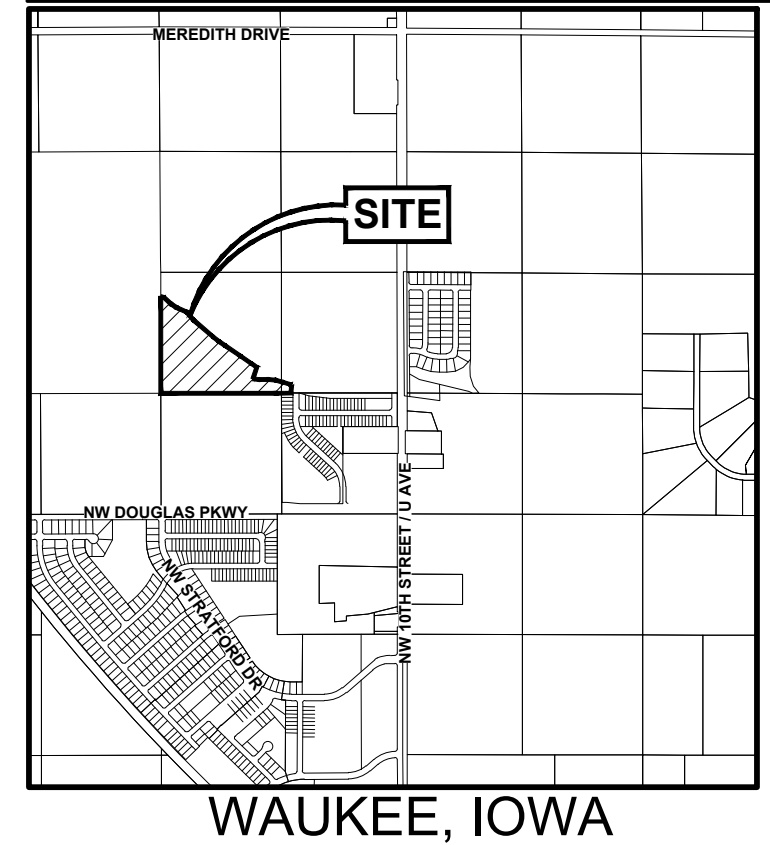 MEREDITH DRIVE
SITE
NW DOUGLAS PKWY
NW STRATFORD DR
NW 10TH STREET / U AVE
WAUKEE, IOWA